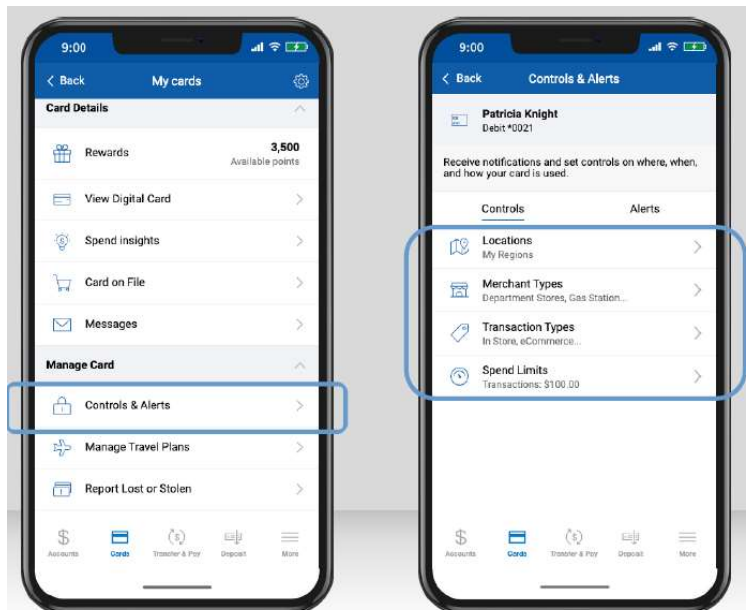 9:00
< Back My cards
Card Details
Rewards 3,500
Available points
View Digital Card
Spend insights
Card on File
Messages
Manage Card
Controls & Alerts
Manage Travel Plans
Report Lost or Stolen
$ Accounts Cards Transfer & Pay Deposit More
9:00
< Back Controls & Alerts
Patricia Knight
Debit *0021
Receive notifications and set controls on where, when,
and how your card is used.
Controls Alerts
Locations
My Regions
Merchant Types
Department Stores, Gas Station...
Transaction Types
In Store, eCommerce...
Spend Limits
Transactions: $100.00
$ Accounts Cards Transfer & Pay Deposit More